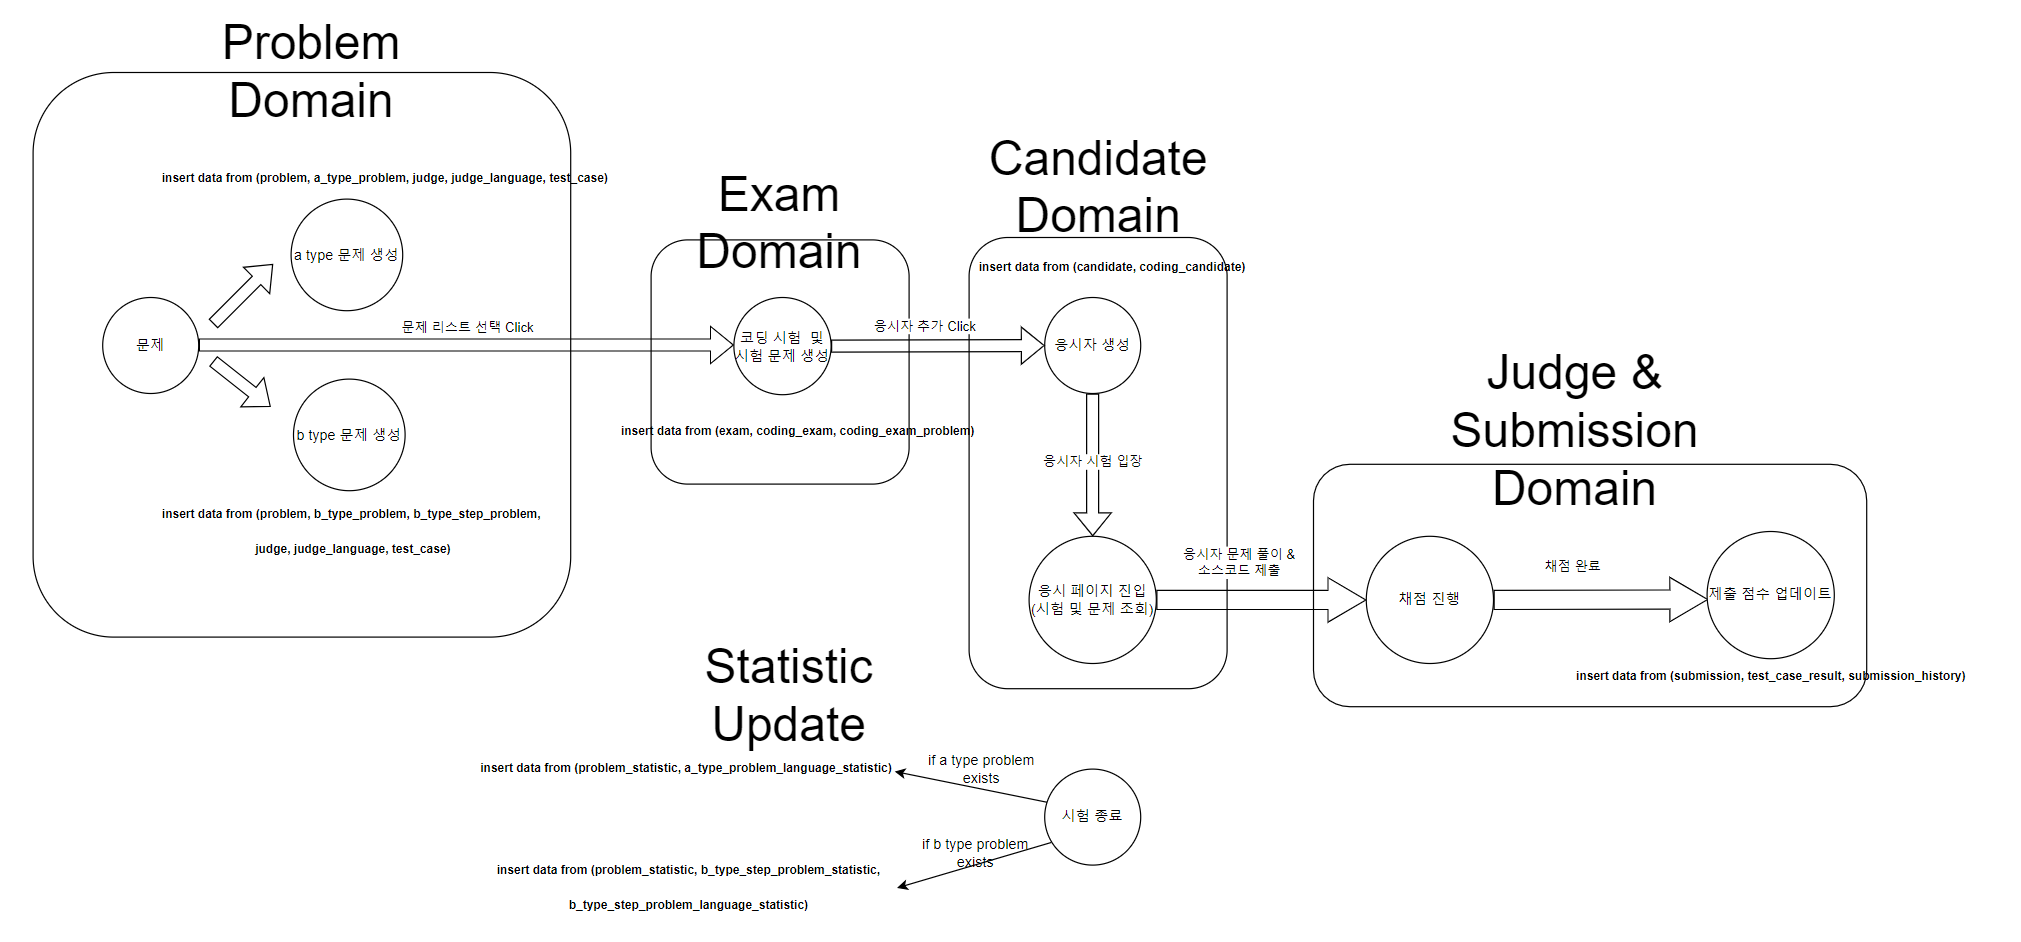 Problem
Domain
insert data from (problem, a_type_problem, judge, judge_language, test_case)
a type 문제 생성
문제
문제 리스트 선택 Click
b type 문제 생성
insert data from (problem, b_type_problem, b_type_step_problem,
judge, judge_language, test_case)
Exam
Domain
코딩 시험  및
시험 문제 생성
insert data from (exam, coding_exam, coding_exam_problem)
응시자 추가 Click
Candidate
Domain
insert data from (candidate, coding_candidate)
응시자 생성
응시자 시험 입장
응시 페이지 진입
(시험 및 문제 조회)
응시자 문제 풀이 &
소스코드 제출
Judge &
Submission
Domain
채점 진행
채점 완료
제출 점수 업데이트
insert data from (submission, test_case_result, submission_history)
Statistic
Update
insert data from (problem_statistic, a_type_problem_language_statistic)
if a type problem
exists
시험 종료
if b type problem
exists
insert data from (problem_statistic, b_type_step_problem_statistic,
b_type_step_problem_language_statistic)